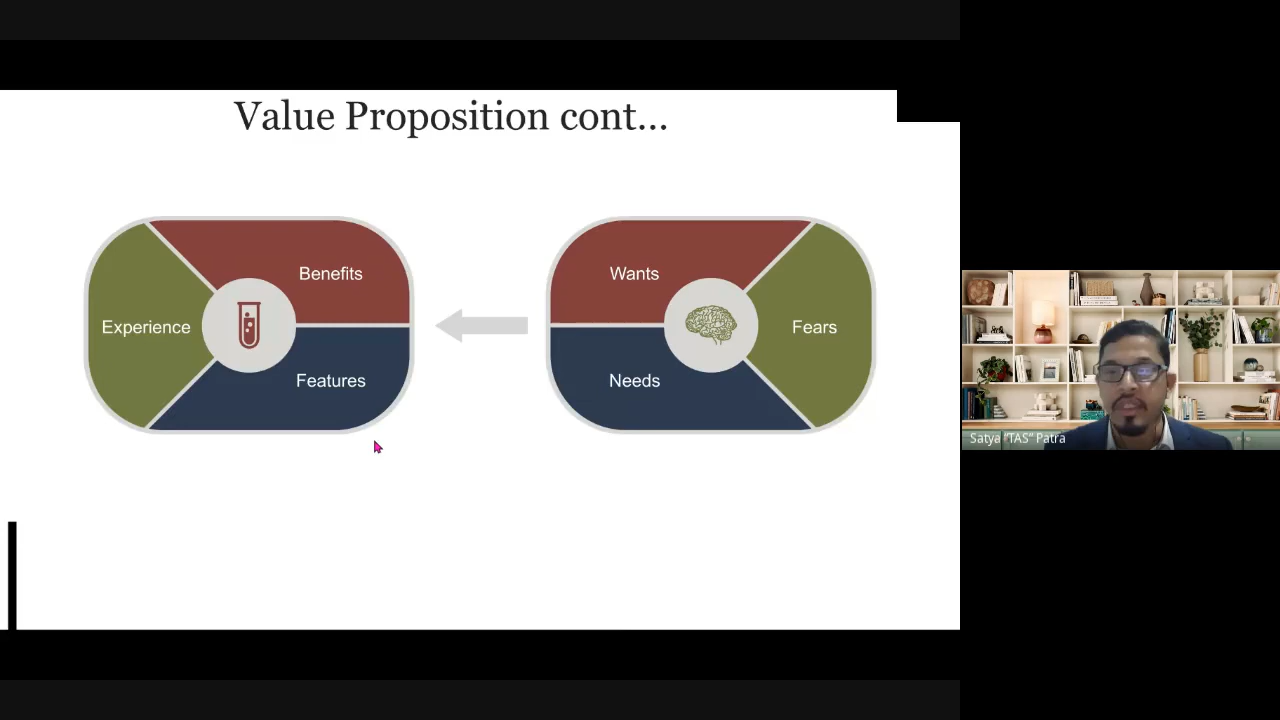 Value Proposition cont...
Benefits
Experience
Features
Wants
Fears
Needs
Satya "TAS" Patra